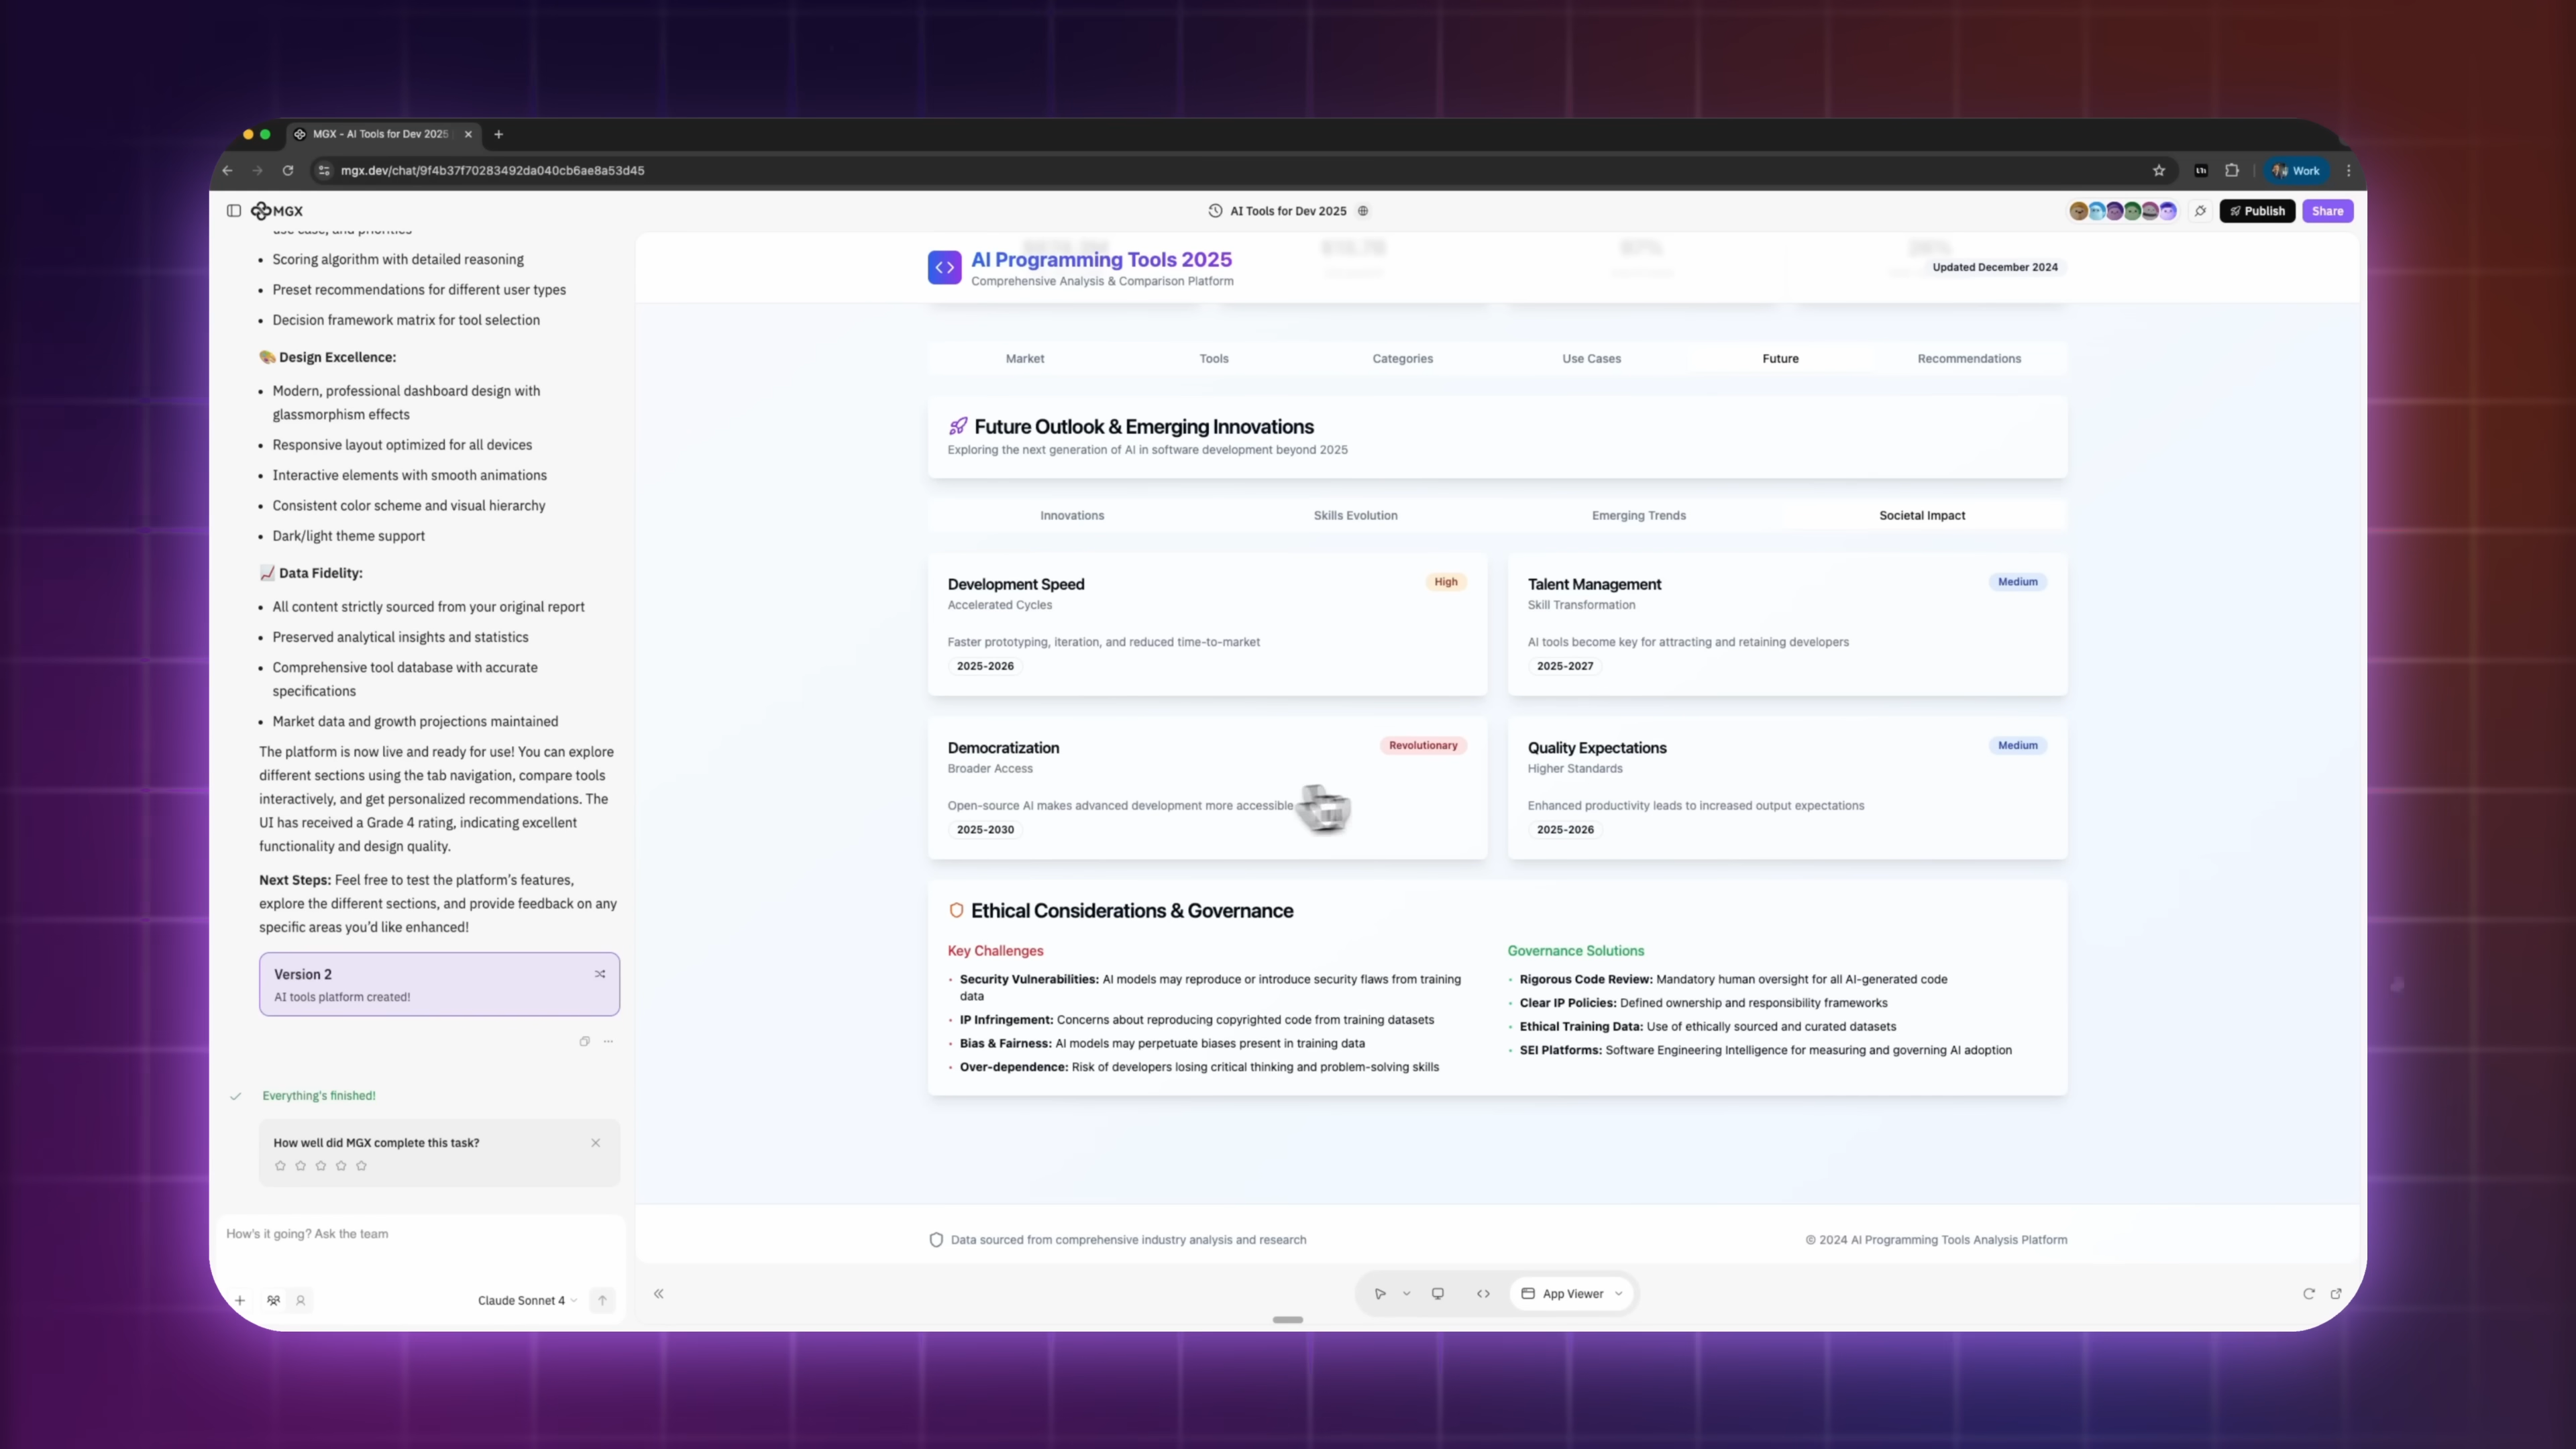 MGX - AI Tools for Dev 2025
mgx.dev/chat/9f4b37f70283492da040cb6ae8a53d45
Work
MGX
AI Tools for Dev 2025
Publish
Share
use case, and priorities
• Scoring algorithm with detailed reasoning
• Preset recommendations for different user types
• Decision framework matrix for tool selection
🎨 Design Excellence:
• Modern, professional dashboard design with
glassmorphism effects
• Responsive layout optimized for all devices
• Interactive elements with smooth animations
• Consistent color scheme and visual hierarchy
• Dark/light theme support
📈 Data Fidelity:
• All content strictly sourced from your original report
• Preserved analytical insights and statistics
• Comprehensive tool database with accurate
specifications
• Market data and growth projections maintained
The platform is now live and ready for use! You can explore
different sections using the tab navigation, compare tools
interactively, and get personalized recommendations. The
UI has received a Grade 4 rating, indicating excellent
functionality and design quality.
Next Steps: Feel free to test the platform's features,
explore the different sections, and provide feedback on any
specific areas you'd like enhanced!
Version 2
AI tools platform created!
Everything's finished!
How well did MGX complete this task?
How's it going? Ask the team
Claude Sonnet 4
AI Programming Tools 2025
Comprehensive Analysis & Comparison Platform
Updated December 2024
Market
Tools
Categories
Use Cases
Future
Recommendations
Future Outlook & Emerging Innovations
Exploring the next generation of AI in software development beyond 2025
Innovations
Skills Evolution
Emerging Trends
Societal Impact
Development Speed
High
Accelerated Cycles
Faster prototyping, iteration, and reduced time-to-market
2025-2026
Talent Management
Medium
Skill Transformation
AI tools become key for attracting and retaining developers
2025-2027
Democratization
Revolutionary
Broader Access
Open-source AI makes advanced development more accessible
2025-2030
Quality Expectations
Medium
Higher Standards
Enhanced productivity leads to increased output expectations
2025-2026
Ethical Considerations & Governance
Key Challenges
• Security Vulnerabilities: AI models may reproduce or introduce security flaws from training
data
• IP Infringement: Concerns about reproducing copyrighted code from training datasets
• Bias & Fairness: AI models may perpetuate biases present in training data
• Over-dependence: Risk of developers losing critical thinking and problem-solving skills
Governance Solutions
• Rigorous Code Review: Mandatory human oversight for all AI-generated code
• Clear IP Policies: Defined ownership and responsibility frameworks
• Ethical Training Data: Use of ethically sourced and curated datasets
• SEI Platforms: Software Engineering Intelligence for measuring and governing AI adoption
Data sourced from comprehensive industry analysis and research
© 2024 AI Programming Tools Analysis Platform
App Viewer